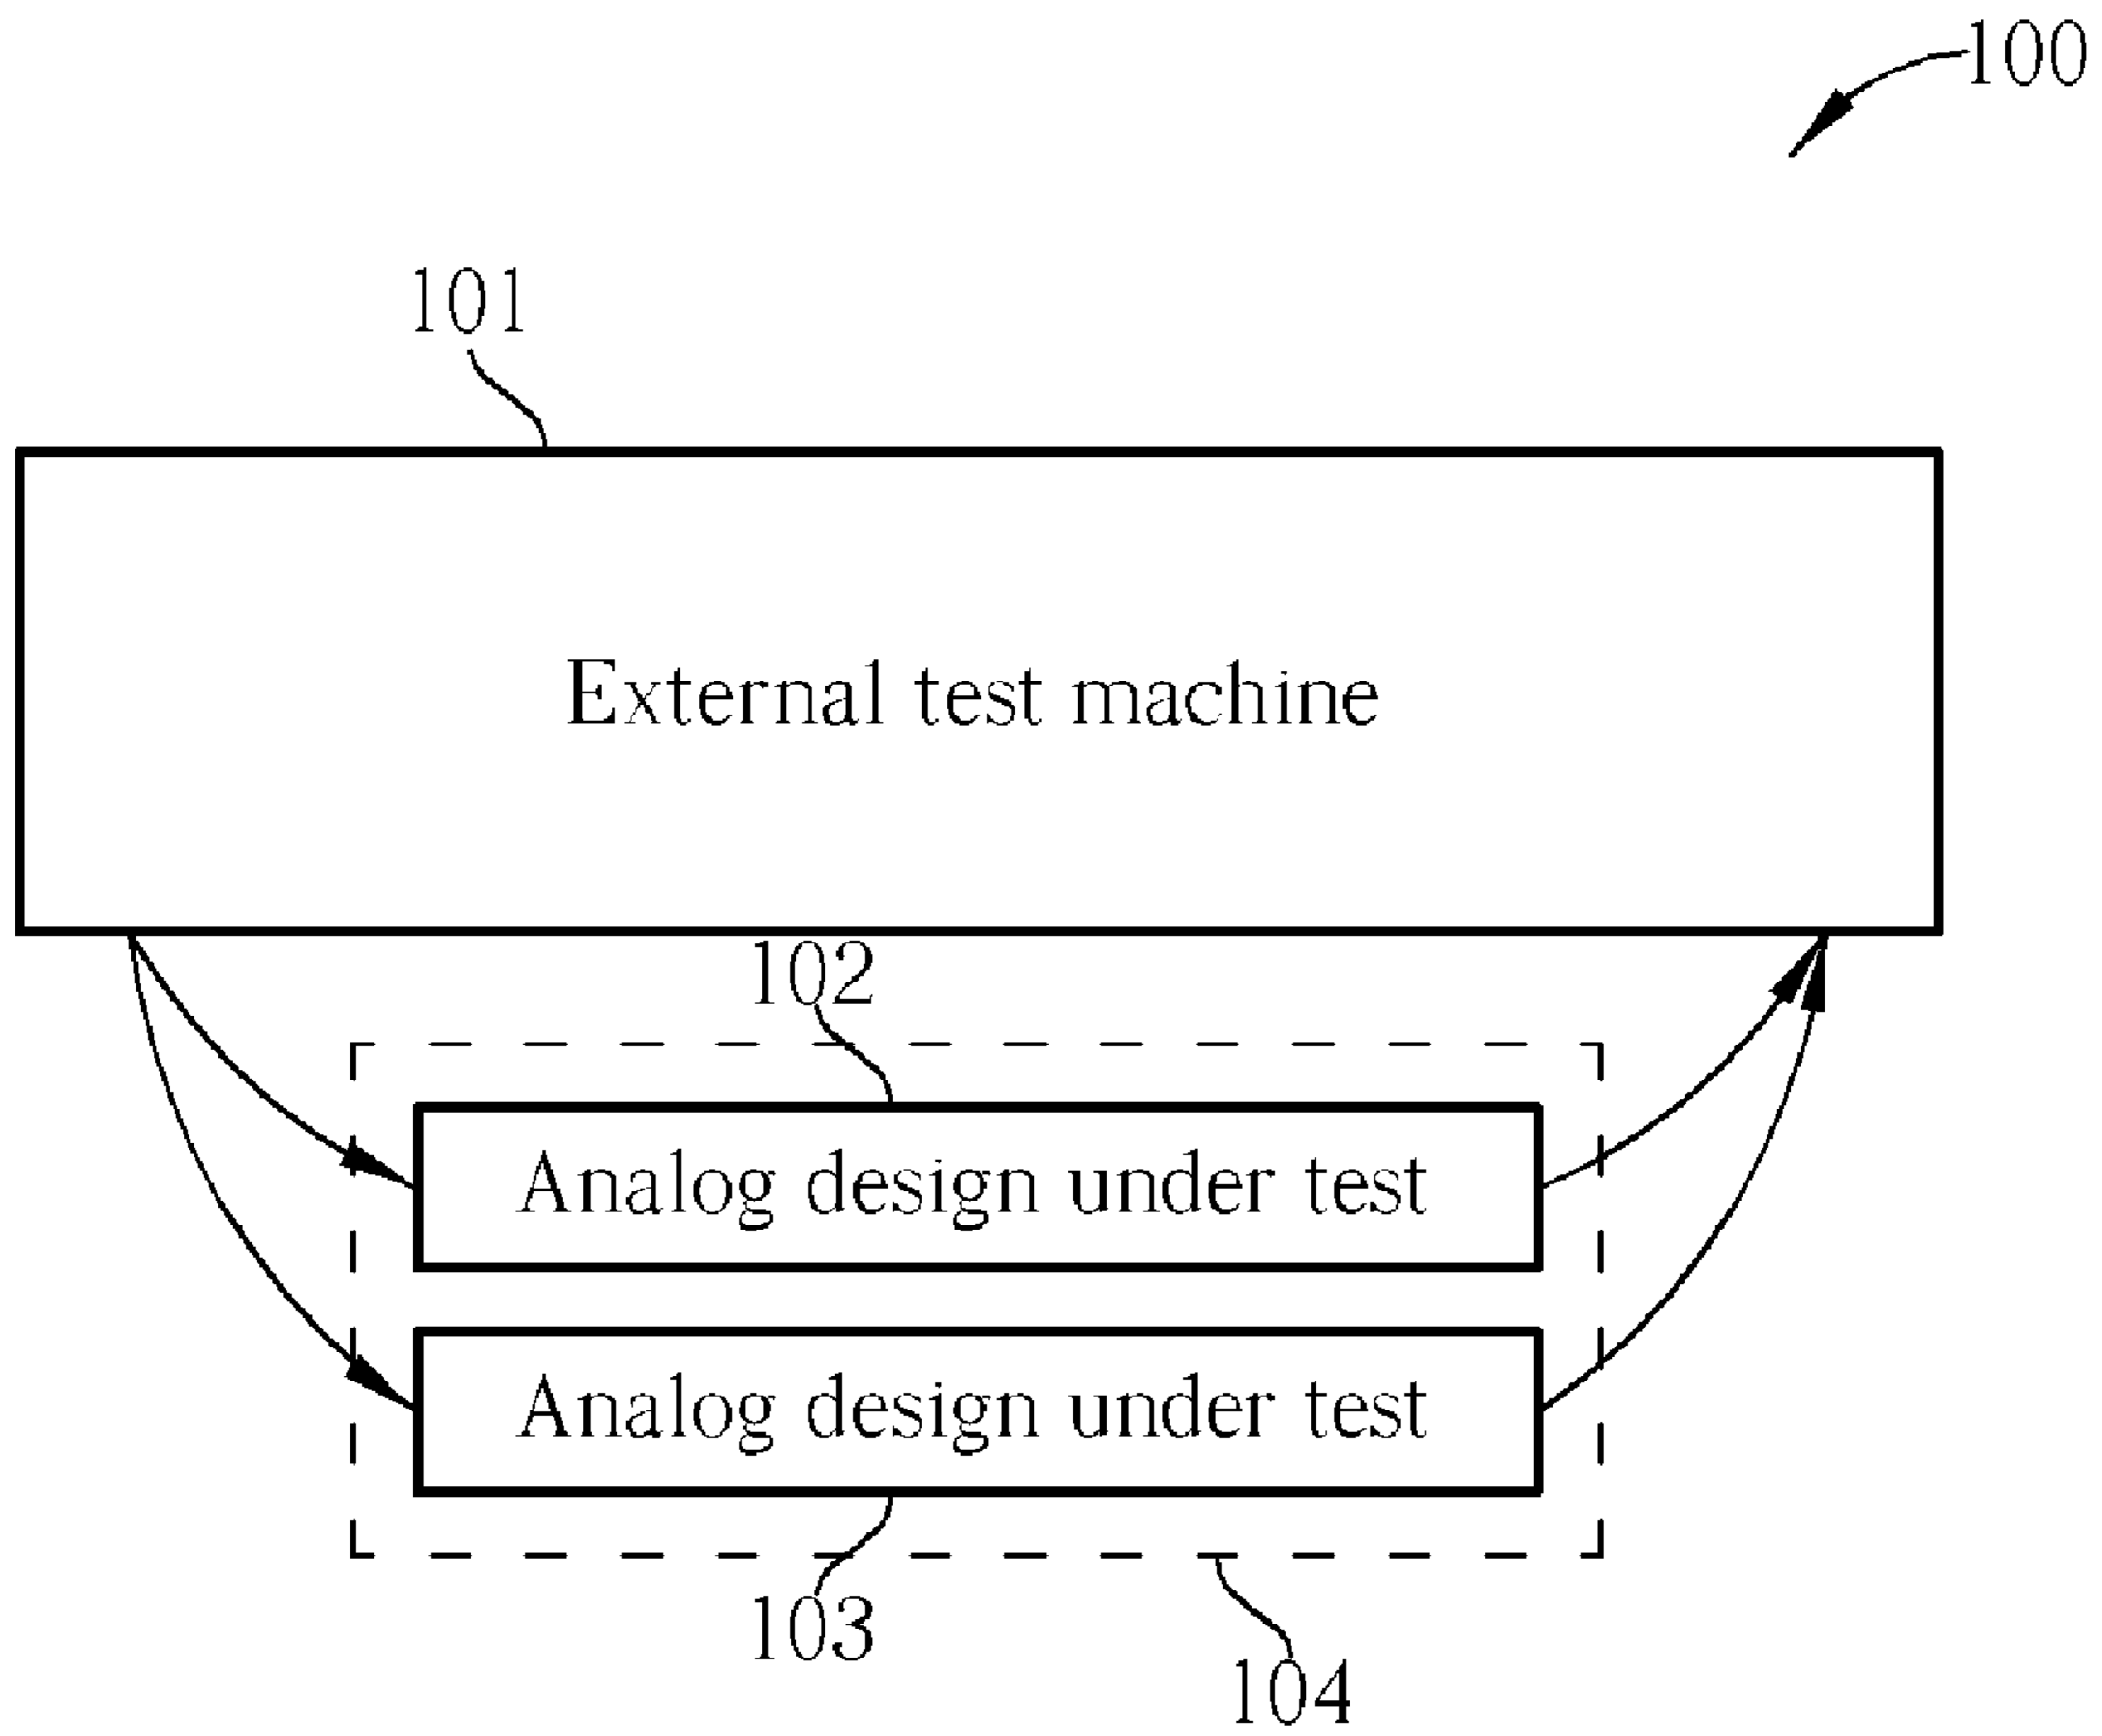 100
101
External test machine
102
Analog design under test
Analog design under test
103
104